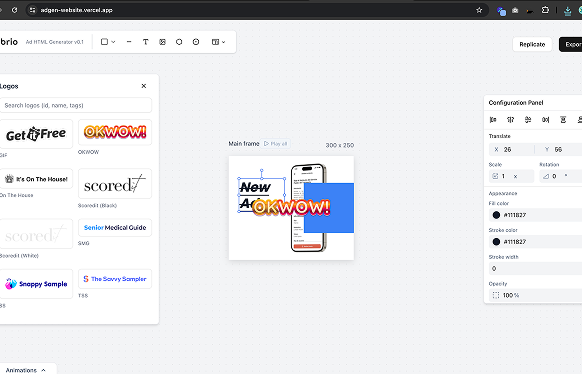 adgen-website.vercel.app
brio
Ad HTML Generator v0.1
T
Replicate
Expor
Logos
Search logos (id, name, tags)
Get it Free
GIF
OKWOW!
OKWOW
It's On The House!
On The House
scored
Scoredit (Black)
scored
Scoredit (White)
Senior Medical Guide
SMG
Snappy Sample
SS
S The Savvy Sampler
TSS
Main frame
Play all
300 x 250
New
OKWOW!
Configuration Panel
Translate
X 26
Y 56
Scale
Rotation
1 x
0 °
Appearance
Fill color
#111827
Stroke color
#111827
Stroke width
0
Opacity
100 %
Animations